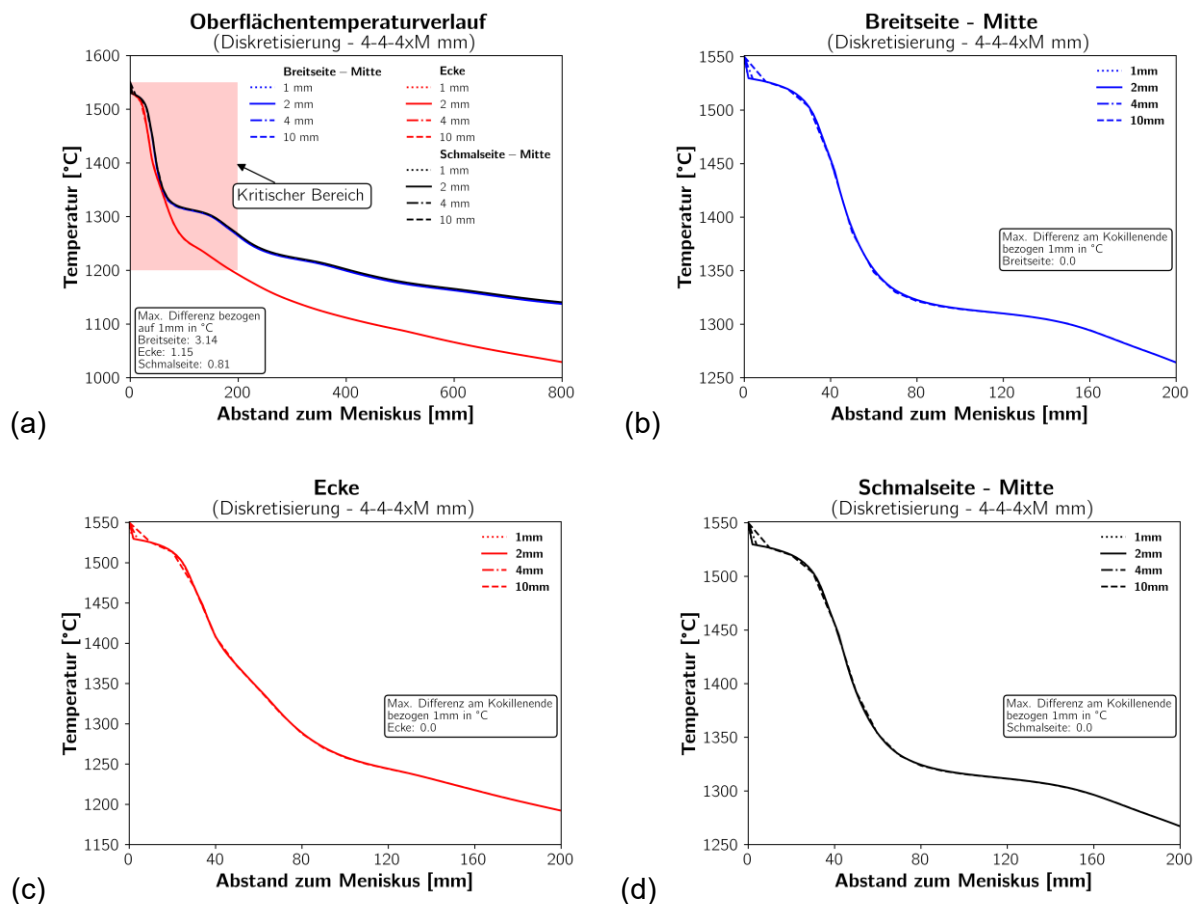 Oberflächentemperaturverlauf
(Diskretisierung - 4-4-4xM mm)
1600
1500
1400
1300
1200
1100
1000
Temperatur [°C]
Breitseite – Mitte
1 mm
2 mm
4 mm
10 mm
Ecke
1 mm
2 mm
4 mm
10 mm
Schmalseite – Mitte
1 mm
2 mm
4 mm
10 mm
Kritischer Bereich
Max. Differenz bezogen
auf 1mm in °C
Breitseite: 3.14
Ecke: 1.15
Schmalseite: 0.81
0 200 400 600 800
Abstand zum Meniskus [mm]
(a)
Breitseite - Mitte
(Diskretisierung - 4-4-4xM mm)
1550
1500
1450
1400
1350
1300
1250
Temperatur [°C]
1mm
2mm
4mm
10mm
Max. Differenz am Kokillenende
bezogen 1mm in °C
Breitseite: 0.0
0 40 80 120 160 200
Abstand zum Meniskus [mm]
(b)
Ecke
(Diskretisierung - 4-4-4xM mm)
1550
1500
1450
1400
1350
1300
1250
1200
1150
Temperatur [°C]
1mm
2mm
4mm
10mm
Max. Differenz am Kokillenende
bezogen 1mm in °C
Ecke: 0.0
0 40 80 120 160 200
Abstand zum Meniskus [mm]
(c)
Schmalseite - Mitte
(Diskretisierung - 4-4-4xM mm)
1550
1500
1450
1400
1350
1300
1250
Temperatur [°C]
1mm
2mm
4mm
10mm
Max. Differenz am Kokillenende
bezogen 1mm in °C
Schmalseite: 0.0
0 40 80 120 160 200
Abstand zum Meniskus [mm]
(d)